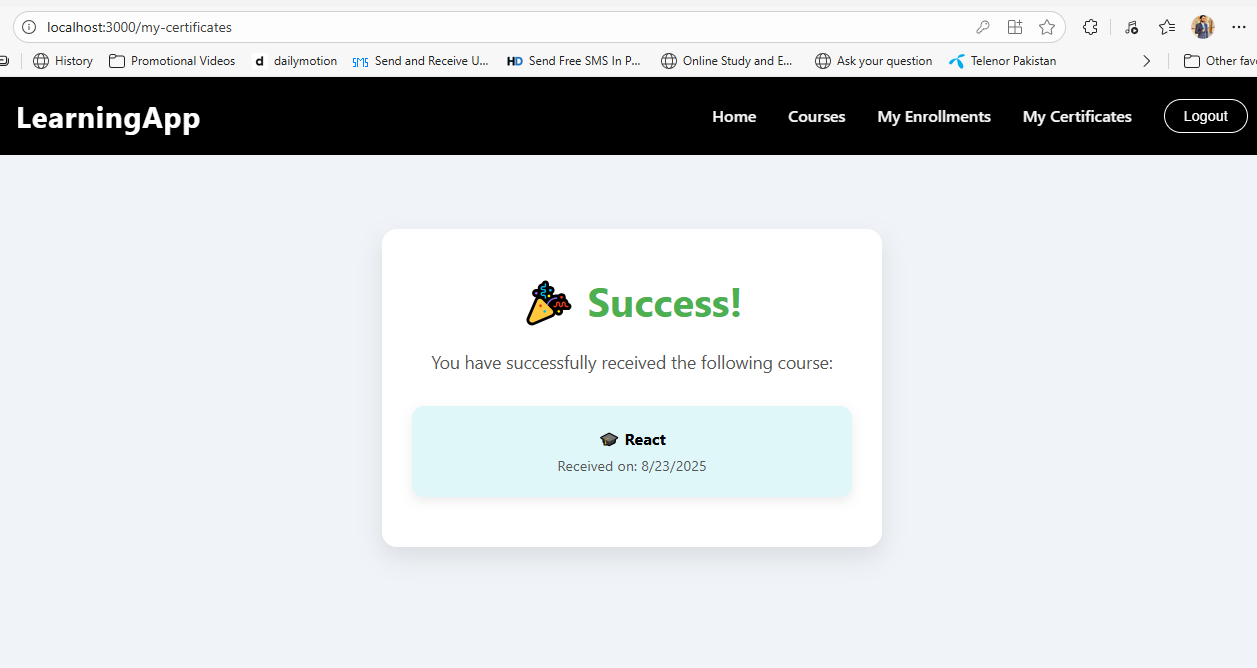 localhost:3000/my-certificates
History Promotional Videos d dailymotion SMS Send and Receive U... HD Send Free SMS In P... Online Study and E... Ask your question Telenor Pakistan Other fav
LearningApp Home Courses My Enrollments My Certificates Logout
Success!
You have successfully received the following course:
React
Received on: 8/23/2025